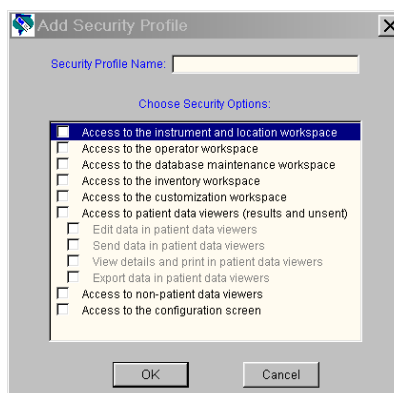 Add Security Profile
Security Profile Name:
Choose Security Options:
Access to the instrument and location workspace
Access to the operator workspace
Access to the database maintenance workspace
Access to the inventory workspace
Access to the customization workspace
Access to patient data viewers (results and unsent)
Edit data in patient data viewers
Send data in patient data viewers
View details and print in patient data viewers
Export data in patient data viewers
Access to non-patient data viewers
Access to the configuration screen
OK Cancel